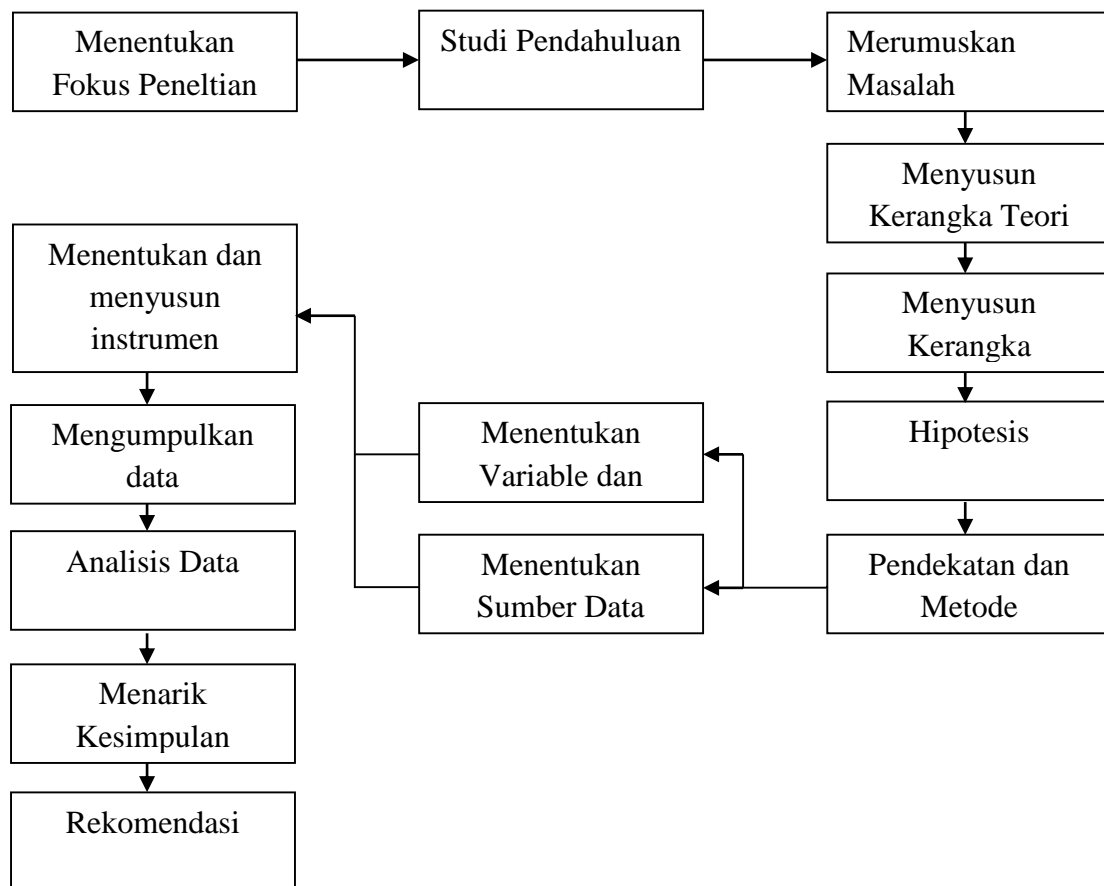 Menentukan
Fokus Peneltian
Studi Pendahuluan
Merumuskan
Masalah
Menyusun
Kerangka Teori
Menyusun
Kerangka
Hipotesis
Pendekatan dan
Metode
Menentukan
Variable dan
Menentukan
Sumber Data
Menentukan dan
menyusun
instrumen
Mengumpulkan
data
Analisis Data
Menarik
Kesimpulan
Rekomendasi